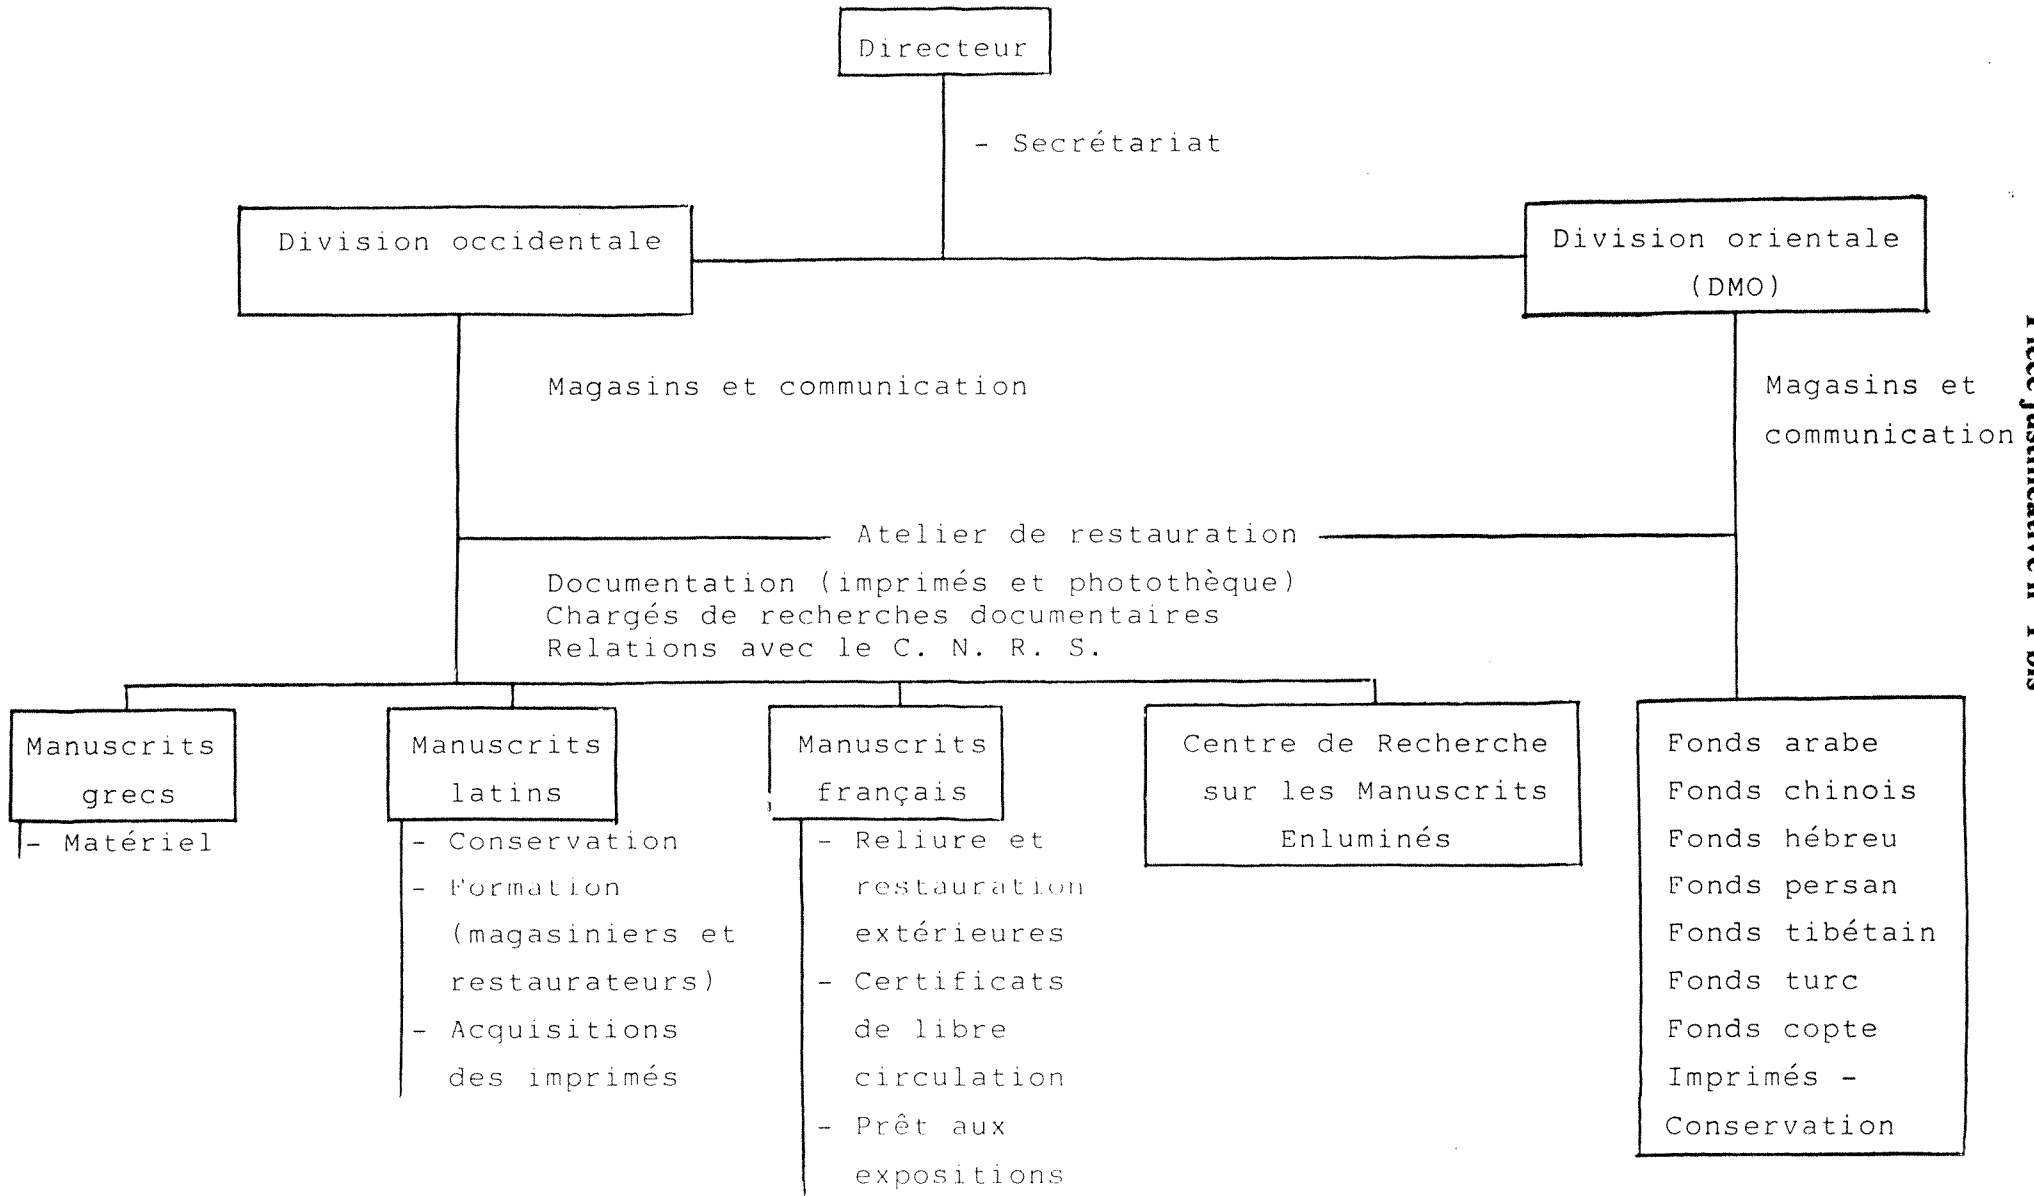 Directeur
- Secrétariat
Division occidentale
Division orientale
(DMO)
Magasins et communication
Magasins et
communication
Atelier de restauration
Documentation (imprimés et photothèque)
Chargés de recherches documentaires
Relations avec le C. N. R. S.
Manuscrits
grecs
- Matériel
Manuscrits
latins
- Conservation
- Formation
(magasiniers et
restaurateurs)
- Acquisitions
des imprimés
Manuscrits
français
- Reliure et
restauration
extérieures
- Certificats
de libre
circulation
- Prêt aux
expositions
Centre de Recherche
sur les Manuscrits
Enluminés
Fonds arabe
Fonds chinois
Fonds hébreu
Fonds persan
Fonds tibétain
Fonds turc
Fonds copte
Imprimés -
Conservation